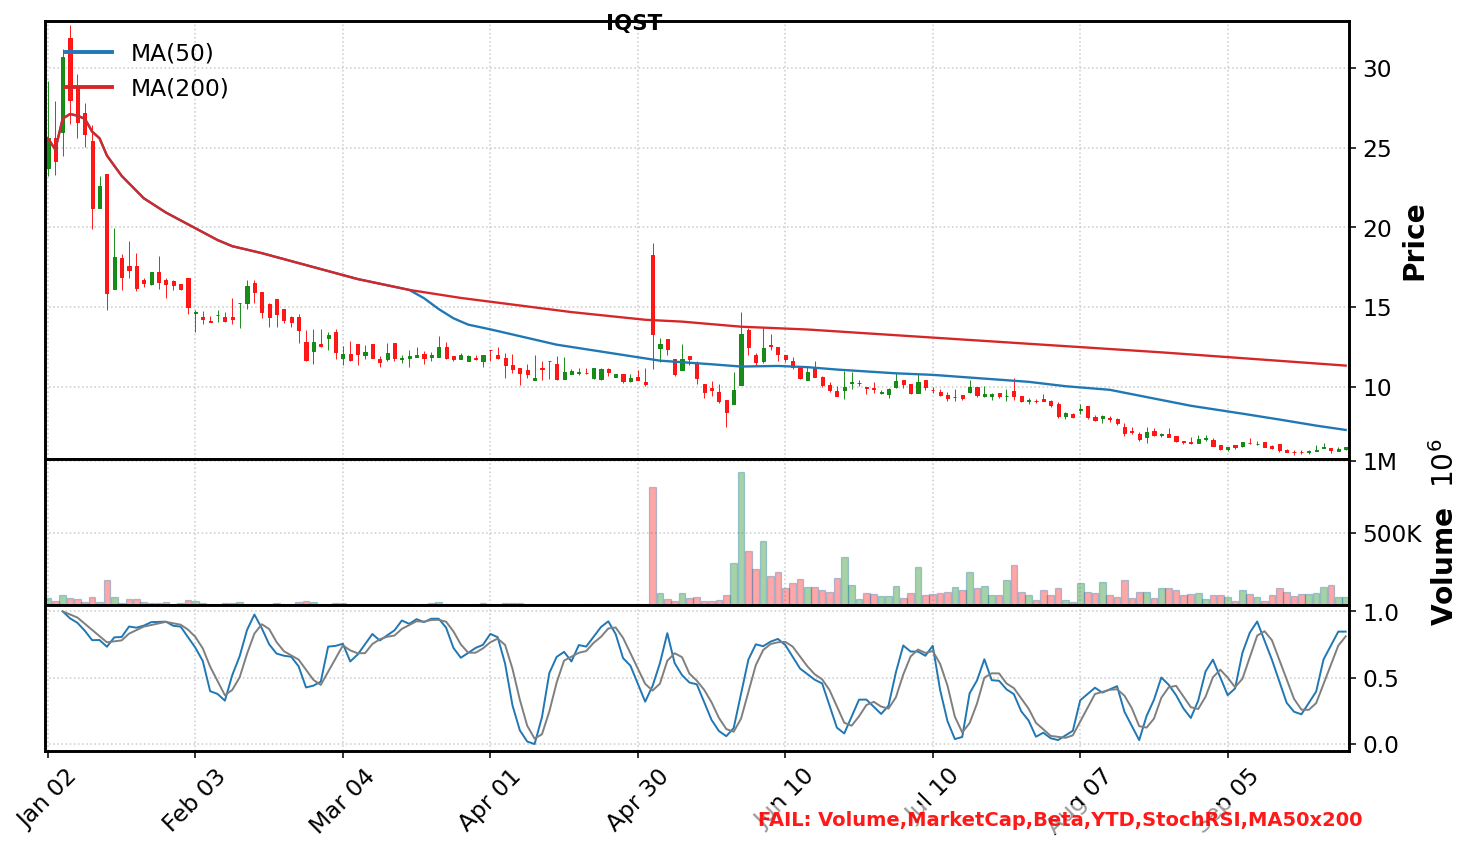 IQST
MA(50)
MA(200)
30
25
20
15
10
Price
1M
500K
Volume 10^6
1.0
0.5
0.0
Jan 02
Feb 03
Mar 04
Apr 01
Apr 30
Jun 10
Jul 10
Aug 07
Sep 05
FAIL: Volume,MarketCap,Beta,YTD,StochRSI,MA50x200